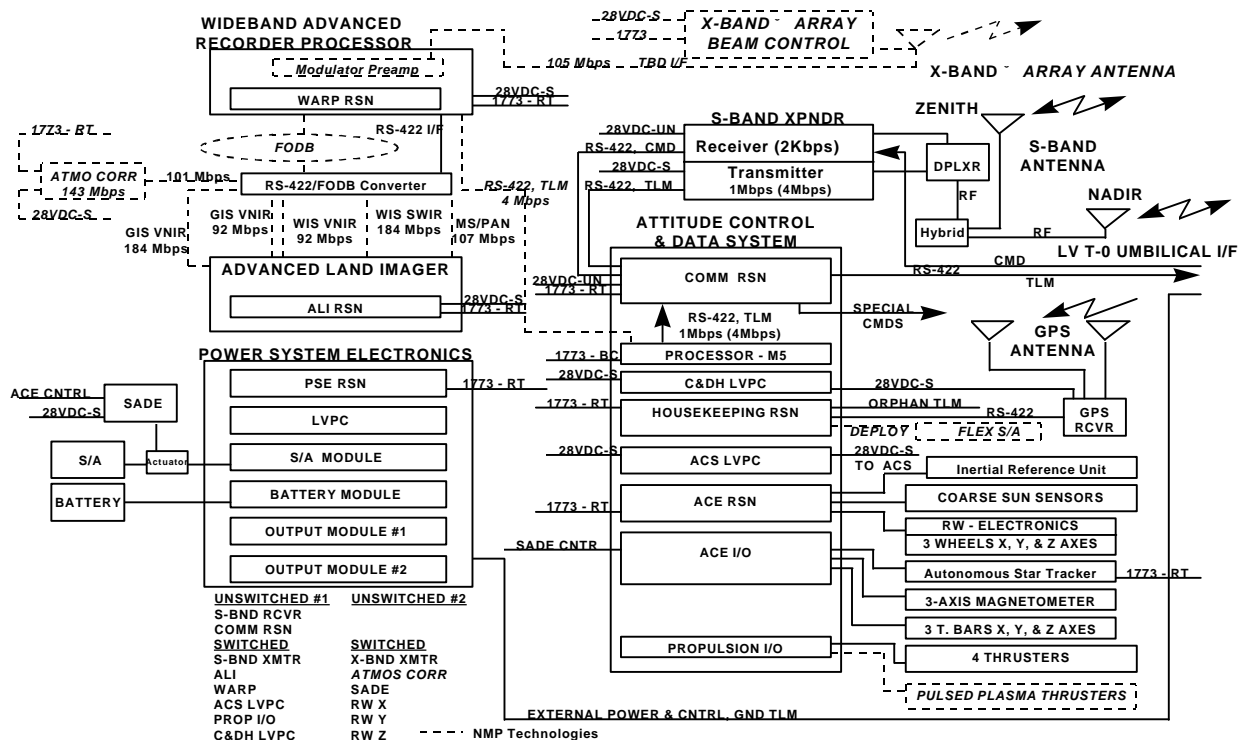 WIDEBAND ADVANCED
RECORDER PROCESSOR
Modulator Preamp
WARP RSN
28VDC-S
1773-RT
28VDC-S
1773
X-BAND - ARRAY
BEAM CONTROL
105 Mbps TBD I/F
X-BAND - ARRAY ANTENNA
ZENITH
S-BAND
ANTENNA
NADIR
1773 - RT
ATMO CORR
143 Mbps
28VDC-S
101 Mbps
FODB
RS-422 I/F
RS-422/FODB Converter
RS-422, TLM
4 Mbps
GIS VNIR
184 Mbps
GIS VNIR
92 Mbps
WIS VNIR
92 Mbps
WIS SWIR
184 Mbps
MS/PAN
107 Mbps
S-BAND XPNDR
28VDC-UN
RS-422, CMD
28VDC-S
RS-422, TLM
Receiver (2Kbps)
Transmitter
1Mbps (4Mbps)
DPLXR
RF
Hybrid
RF
LV T-0 UMBILICAL I/F
CMD
RS-422
TLM
ADVANCED LAND IMAGER
ALI RSN
28VDC-S
1773 - RT
ATTITUDE CONTROL
& DATA SYSTEM
28VDC-UN
1773 - RT
COMM RSN
SPECIAL
CMDS
RS-422, TLM
1Mbps (4Mbps)
GPS
ANTENNA
1773 - BC
PROCESSOR - M5
28VDC-S
C&DH LVPC
28VDC-S
1773 - RT
HOUSEKEEPING RSN
ORPHAN TLM
RS-422
GPS
RCVR
DEPLOY
FLEX S/A
28VDC-S
ACS LVPC
28VDC-S
TO ACS
Inertial Reference Unit
1773 - RT
ACE RSN
COARSE SUN SENSORS
RW - ELECTRONICS
3 WHEELS X, Y, & Z AXES
SADE CNTR
ACE I/O
Autonomous Star Tracker
1773 - RT
3-AXIS MAGNETOMETER
3 T. BARS X, Y, & Z AXES
PROPULSION I/O
4 THRUSTERS
PULSED PLASMA THRUSTERS
POWER SYSTEM ELECTRONICS
PSE RSN
1773 - RT
LVPC
S/A MODULE
BATTERY MODULE
OUTPUT MODULE #1
OUTPUT MODULE #2
ACE CNTRL
28VDC-S
SADE
S/A
Actuator
BATTERY
UNSWITCHED #1
S-BND RCVR
COMM RSN
SWITCHED
S-BND XMTR
ALI
WARP
ACS LVPC
PROP I/O
C&DH LVPC
UNSWITCHED #2
SWITCHED
X-BND XMTR
ATMOS CORR
SADE
RW X
RW Y
RW Z
NMP Technologies
EXTERNAL POWER & CNTRL, GND TLM